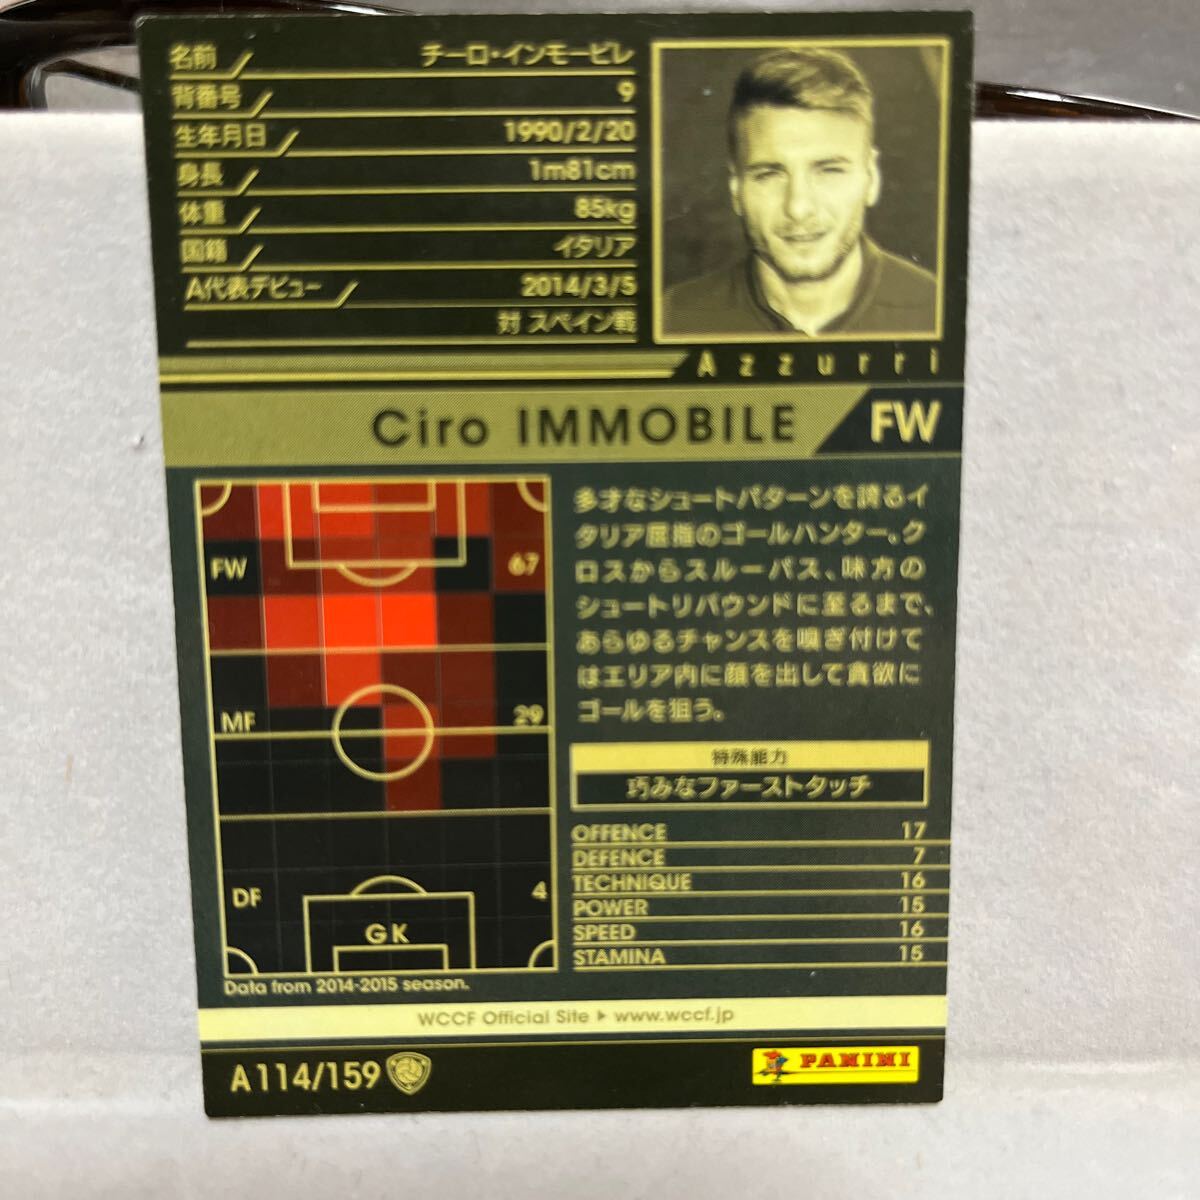 名前 チーロ・インモービレ
背番号 9
生年月日 1990/2/20
身長 1m81cm
体重 85kg
国籍 イタリア
A代表デビュー 2014/3/5
対 スペイン戦
Azzurri
Ciro IMMOBILE FW
FW 67
MF 29
DF 4
GK
Data from 2014-2015 season.
多才なシュートパターンを誇るイ
タリア屈指のゴールハンター。ク
ロスからスルーパス、味方の
シュートリバウンドに至るまで、
あらゆるチャンスを嗅ぎ付けて
はエリア内に顔を出して貪欲に
ゴールを狙う。
特殊能力
巧みなファーストタッチ
OFFENCE 17
DEFENCE 7
TECHNIQUE 16
POWER 15
SPEED 16
STAMINA 15
WCCF Official Site ▶ www.wccf.jp
A114/159
PANINI